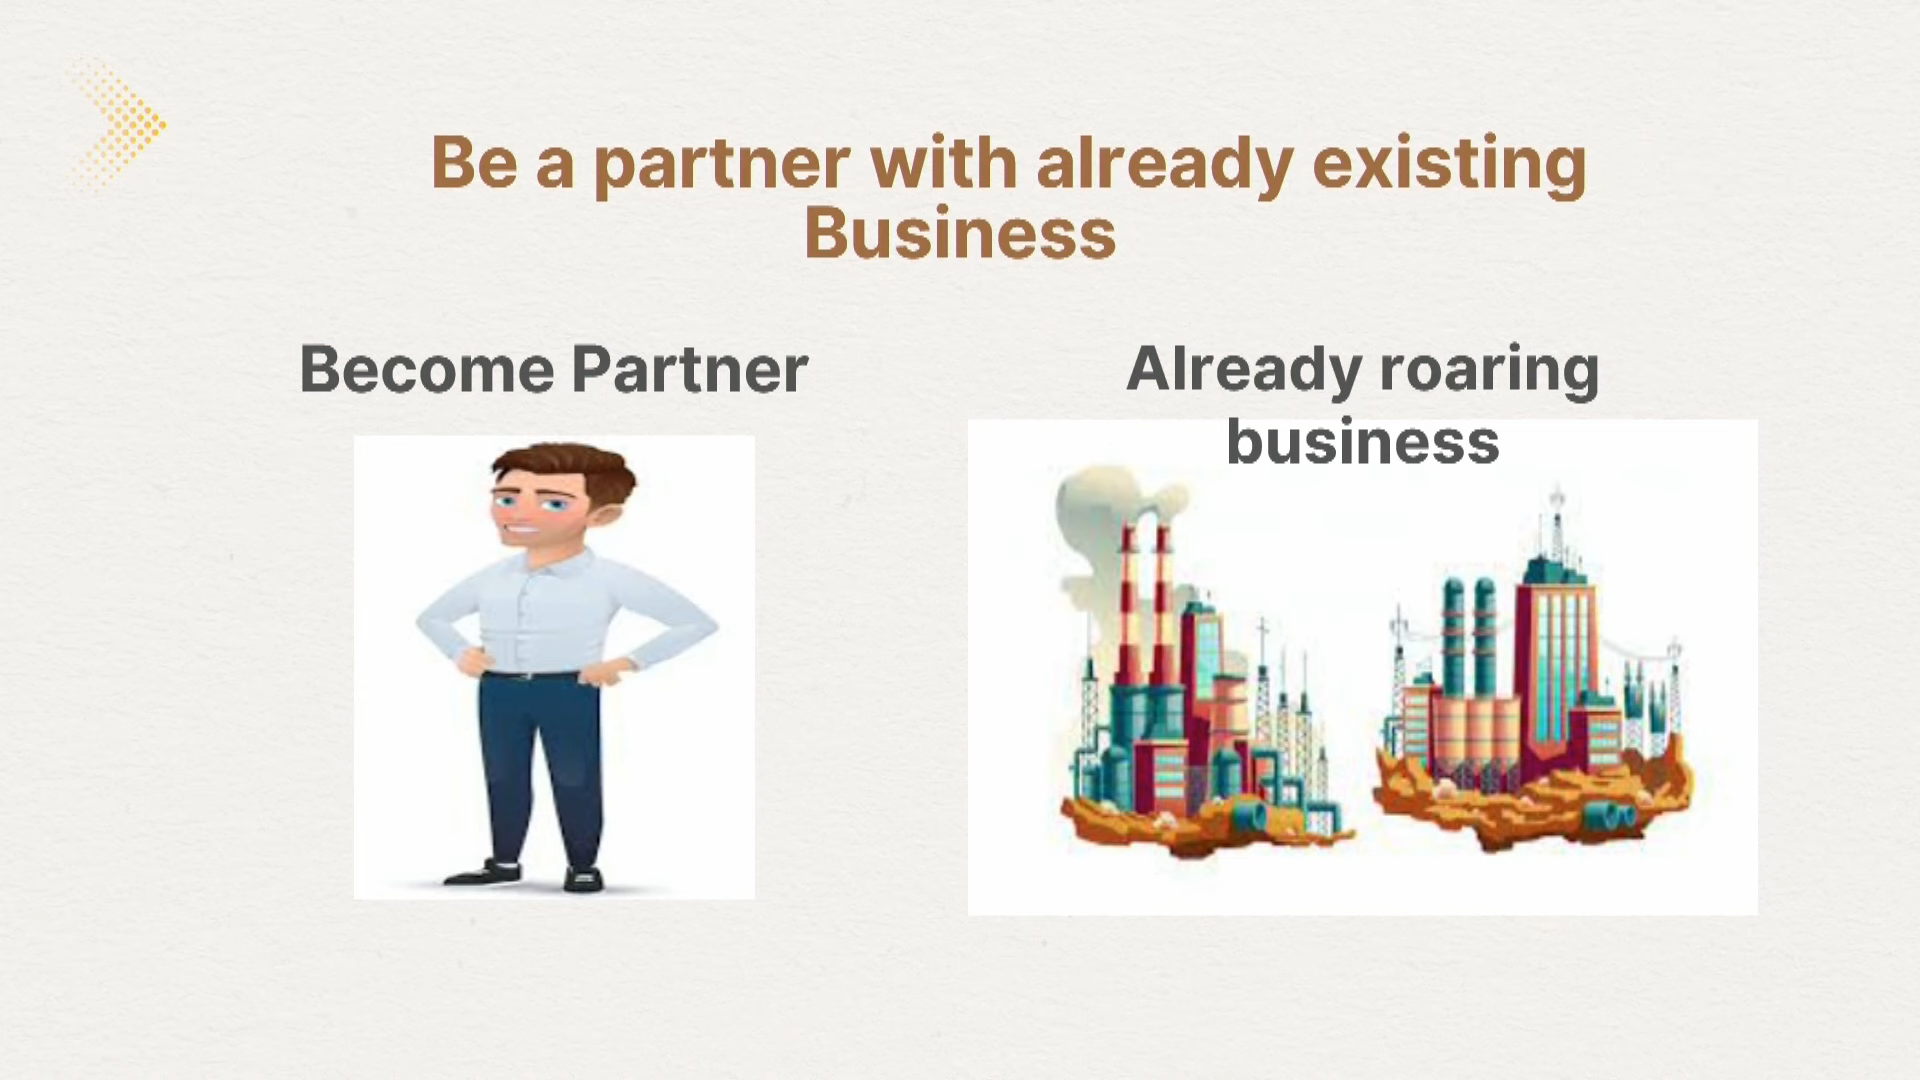 Be a partner with already existing
Business
Become Partner
Already roaring
business